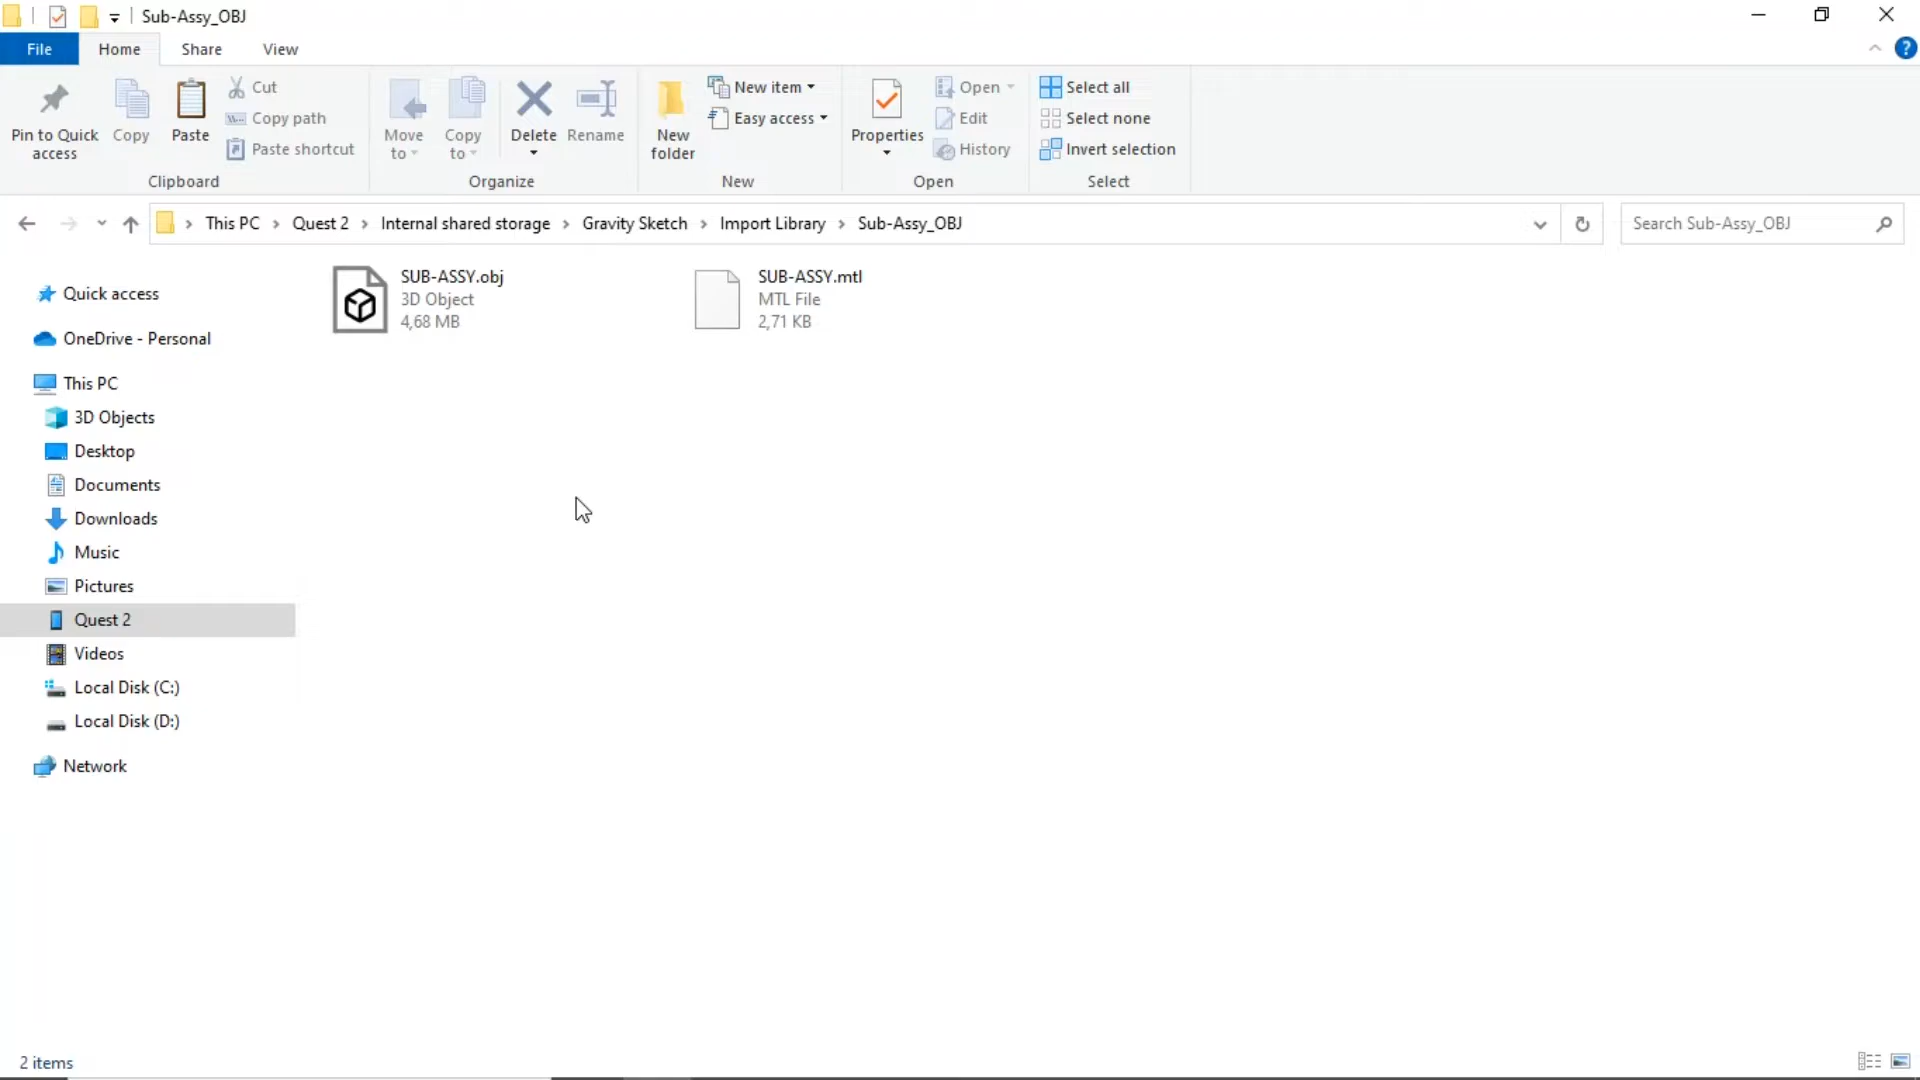 Sub-Assy_OBJ
File Home Share View
Pin to Quick access
Copy
Paste
Cut
Copy path
Paste shortcut
Clipboard
Move to
Copy to
Delete
Rename
Organize
New folder
New item
Easy access
New
Properties
Open
Edit
History
Open
Select all
Select none
Invert selection
Select
This PC > Quest 2 > Internal shared storage > Gravity Sketch > Import Library > Sub-Assy_OBJ
Search Sub-Assy_OBJ
Quick access
OneDrive - Personal
This PC
3D Objects
Desktop
Documents
Downloads
Music
Pictures
Quest 2
Videos
Local Disk (C:)
Local Disk (D:)
Network
SUB-ASSY.obj
3D Object
4,68 MB
SUB-ASSY.mtl
MTL File
2,71 KB
2 items